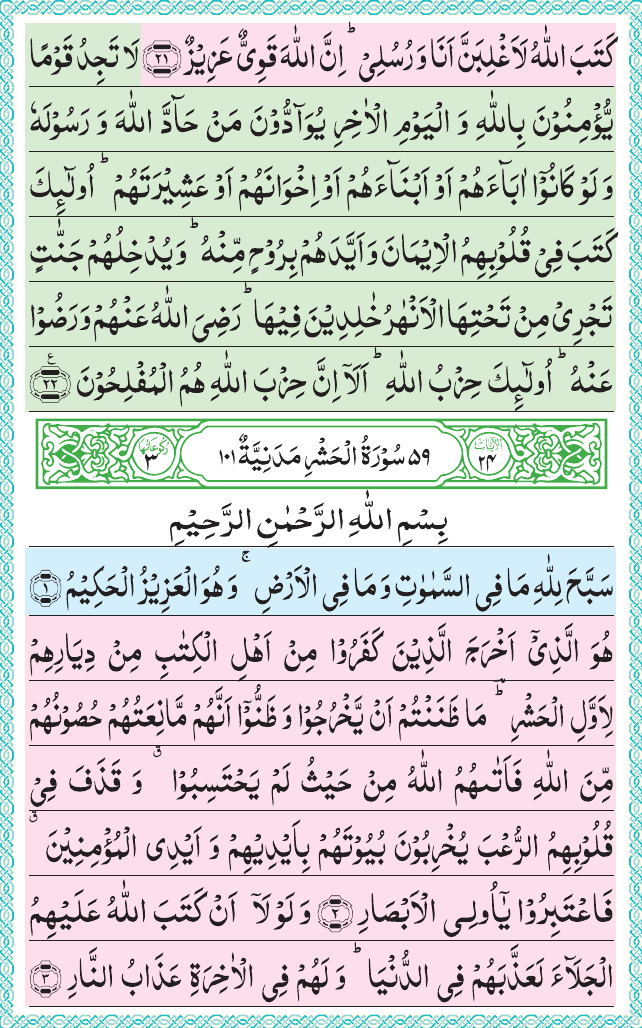 كَتَبَ اللّٰهُ لَاَغْلِبَنَّ اَنَا وَ رُسُلِیْ ؕ اِنَّ اللّٰهَ قَوِیٌّ عَزِیْزٌ ﴿۲۱﴾ لَا تَجِدُ قَوْمًا
یُّؤْمِنُوْنَ بِاللّٰهِ وَ الْیَوْمِ الْاٰخِرِ یُوَآدُّوْنَ مَنْ حَآدَّ اللّٰهَ وَ رَسُوْلَهٗ
وَ لَوْ كَانُوْۤا اٰبَآءَهُمْ اَوْ اَبْنَآءَهُمْ اَوْ اِخْوَانَهُمْ اَوْ عَشِیْرَتَهُمْ ؕ اُولٰٓىِٕكَ
كَتَبَ فِیْ قُلُوْبِهِمُ الْاِیْمَانَ وَ اَیَّدَهُمْ بِرُوْحٍ مِّنْهُ ؕ وَ یُدْخِلُهُمْ جَنّٰتٍ
تَجْرِیْ مِنْ تَحْتِهَا الْاَنْهٰرُ خٰلِدِیْنَ فِیْهَا ؕ رَضِیَ اللّٰهُ عَنْهُمْ وَ رَضُوْا
عَنْهُ ؕ اُولٰٓىِٕكَ حِزْبُ اللّٰهِ ؕ اَلَاۤ اِنَّ حِزْبَ اللّٰهِ هُمُ الْمُفْلِحُوْنَ ﴿۲۲﴾ ع
اٰیَاتُهَا ۲۴ ۵۹ سُوْرَةُ الْحَشْرِ مَدَنِیَّةٌ ۱۰۱ رُكُوْعَاتُهَا ۳
بِسْمِ اللّٰهِ الرَّحْمٰنِ الرَّحِیْمِ
سَبَّحَ لِلّٰهِ مَا فِی السَّمٰوٰتِ وَ مَا فِی الْاَرْضِ ۚ وَ هُوَ الْعَزِیْزُ الْحَكِیْمُ ﴿۱﴾
هُوَ الَّذِیْۤ اَخْرَجَ الَّذِیْنَ كَفَرُوْا مِنْ اَهْلِ الْكِتٰبِ مِنْ دِیَارِهِمْ
لِاَوَّلِ الْحَشْرِ ؕ مَا ظَنَنْتُمْ اَنْ یَّخْرُجُوْا وَ ظَنُّوْۤا اَنَّهُمْ مَّانِعَتُهُمْ حُصُوْنُهُمْ
مِّنَ اللّٰهِ فَاَتٰىهُمُ اللّٰهُ مِنْ حَیْثُ لَمْ یَحْتَسِبُوْا ۗ وَ قَذَفَ فِیْ
قُلُوْبِهِمُ الرُّعْبَ یُخْرِبُوْنَ بُیُوْتَهُمْ بِاَیْدِیْهِمْ وَ اَیْدِی الْمُؤْمِنِیْنَ ۗ
فَاعْتَبِرُوْا یٰۤاُولِی الْاَبْصَارِ ﴿۲﴾ وَ لَوْ لَاۤ اَنْ كَتَبَ اللّٰهُ عَلَیْهِمُ
الْجَلَآءَ لَعَذَّبَهُمْ فِی الدُّنْیَا ؕ وَ لَهُمْ فِی الْاٰخِرَةِ عَذَابُ النَّارِ ﴿۳﴾